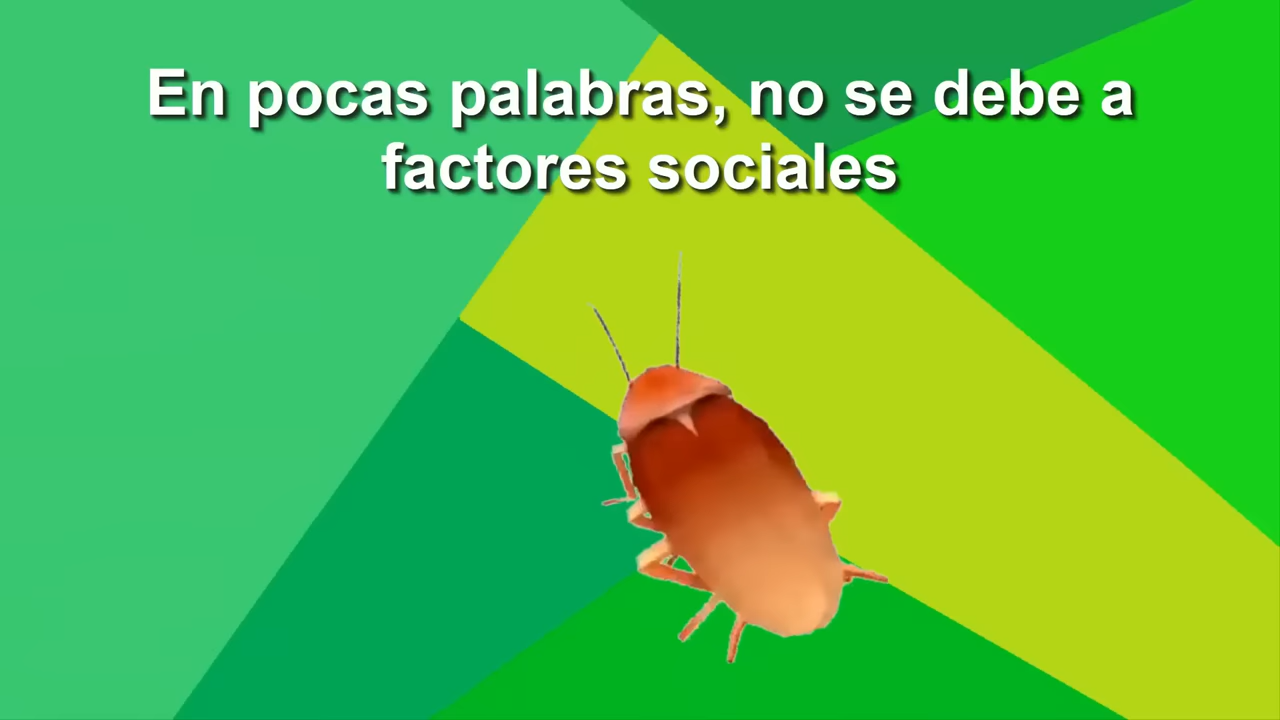 En pocas palabras, no se debe a
factores sociales